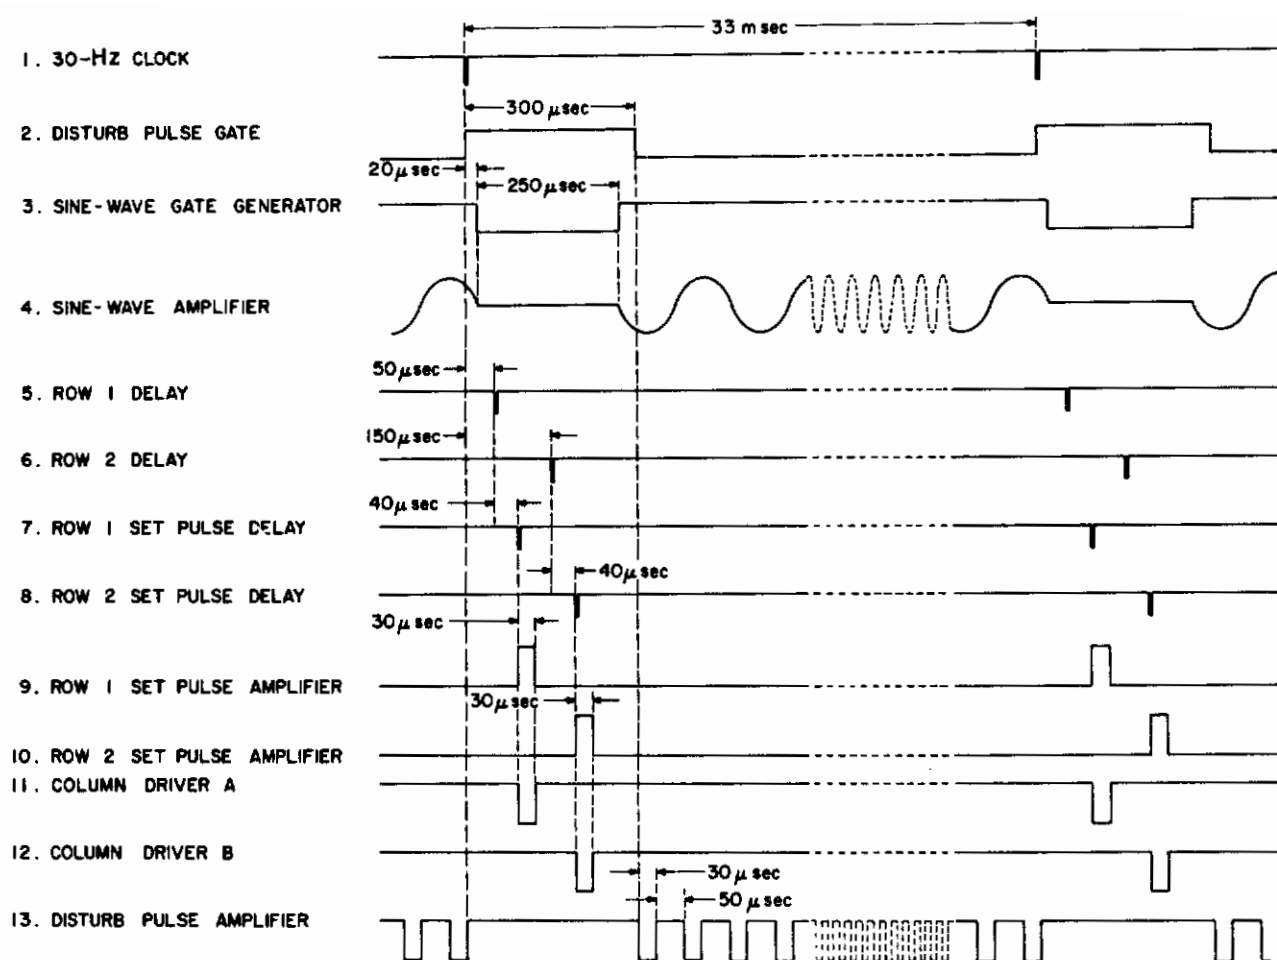 33 m sec
1. 30-Hz CLOCK
300 μsec
2. DISTURB PULSE GATE
20 μsec
250 μsec
3. SINE-WAVE GATE GENERATOR
4. SINE-WAVE AMPLIFIER
50 μsec
5. ROW 1 DELAY
150 μsec
6. ROW 2 DELAY
40 μ sec
7. ROW 1 SET PULSE DELAY
40 μsec
8. ROW 2 SET PULSE DELAY
30 μ sec
9. ROW 1 SET PULSE AMPLIFIER
30 μsec
10. ROW 2 SET PULSE AMPLIFIER
11. COLUMN DRIVER A
12. COLUMN DRIVER B
30 μ sec
50 μ sec
13. DISTURB PULSE AMPLIFIER